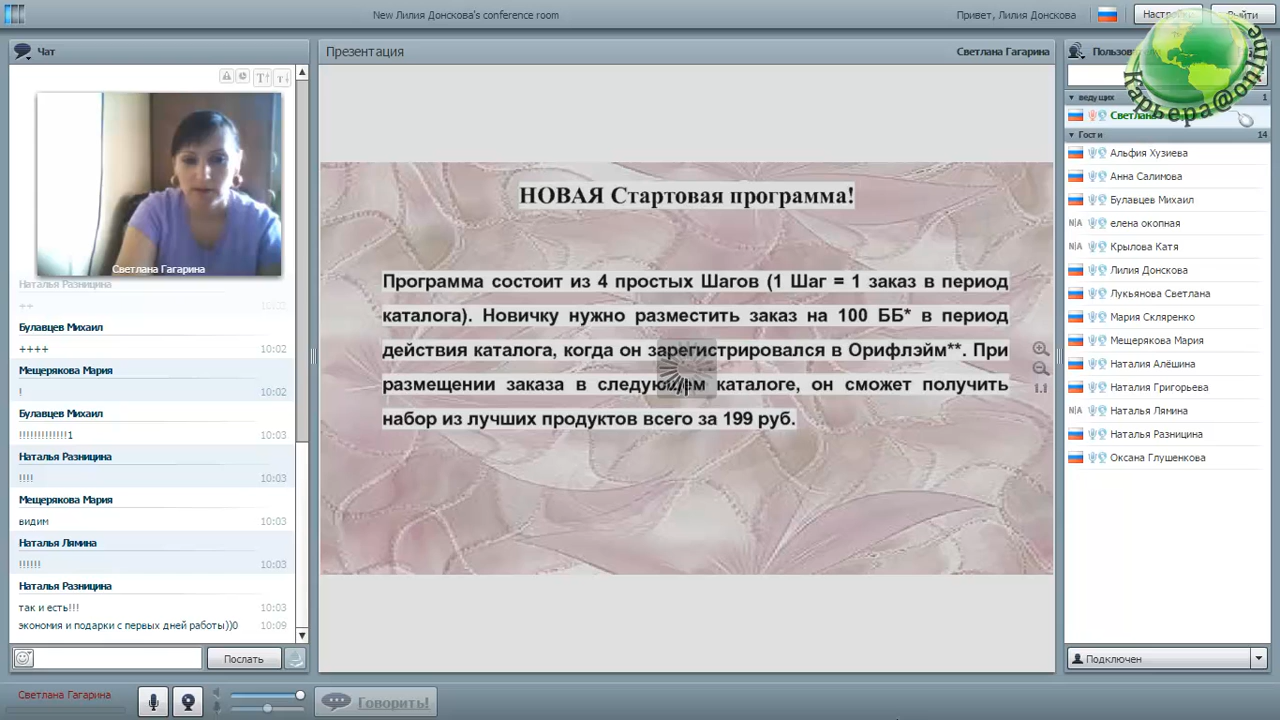 New Лилия Донскова's conference room
Привет, Лилия Донскова
Настройки
Выйти
Чат
Светлана Гагарина
Наталья Разницина
++
Булавцев Михаил
++++ 10:02
Мещерякова Мария
! 10:02
Булавцев Михаил
!!!!!!!!!!!!!1 10:03
Наталья Разницина
!!!! 10:03
Мещерякова Мария
видим 10:03
Наталья Лямина
!!!!!! 10:03
Наталья Разницина
так и есть!!! 10:03
экономия и подарки с первых дней работы))0 10:09
Послать
Светлана Гагарина
Говорить!
Презентация
Светлана Гагарина
НОВАЯ Стартовая программа!
Программа состоит из 4 простых Шагов (1 Шаг = 1 заказ в период
каталога). Новичку нужно разместить заказ на 100 ББ* в период
действия каталога, когда он зарегистрировался в Орифлэйм**. При
размещении заказа в следующем каталоге, он сможет получить
набор из лучших продуктов всего за 199 руб.
1:1
Карьера@online
ведущих 1
Гости 14
Альфия Хузиева
Анна Салимова
Булавцев Михаил
N/A елена окопная
N/A Крылова Катя
Лилия Донскова
Лукьянова Светлана
Мария Скляренко
Мещерякова Мария
Наталия Алёшина
Наталия Григорьева
N/A Наталья Лямина
Наталья Разницина
Оксана Глушенкова
Подключен